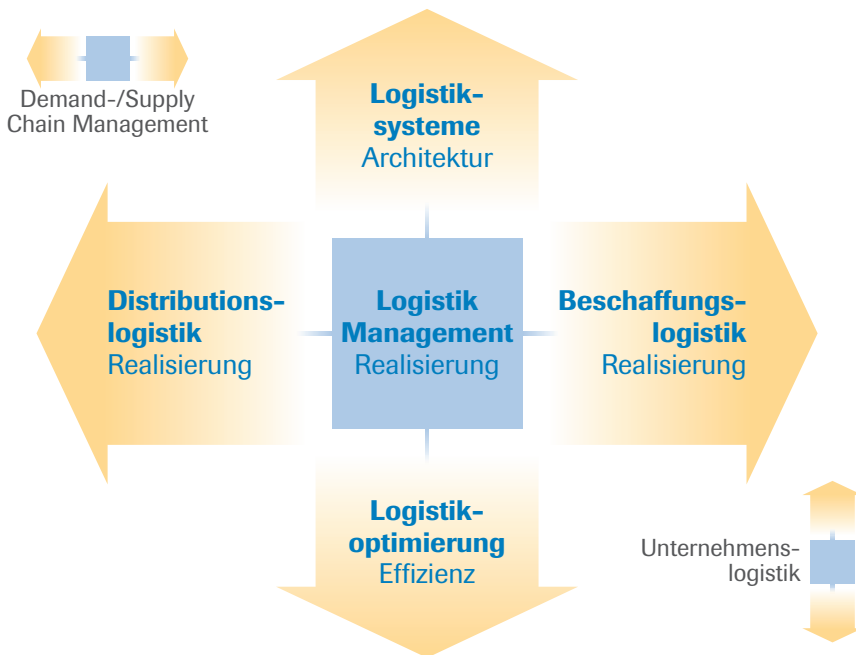 Demand-/Supply
Chain Management
Logistik-
systeme
Architektur
Distributions-
logistik
Realisierung
Logistik
Management
Realisierung
Beschaffungs-
logistik
Realisierung
Logistik-
optimierung
Effizienz
Unternehmens-
logistik